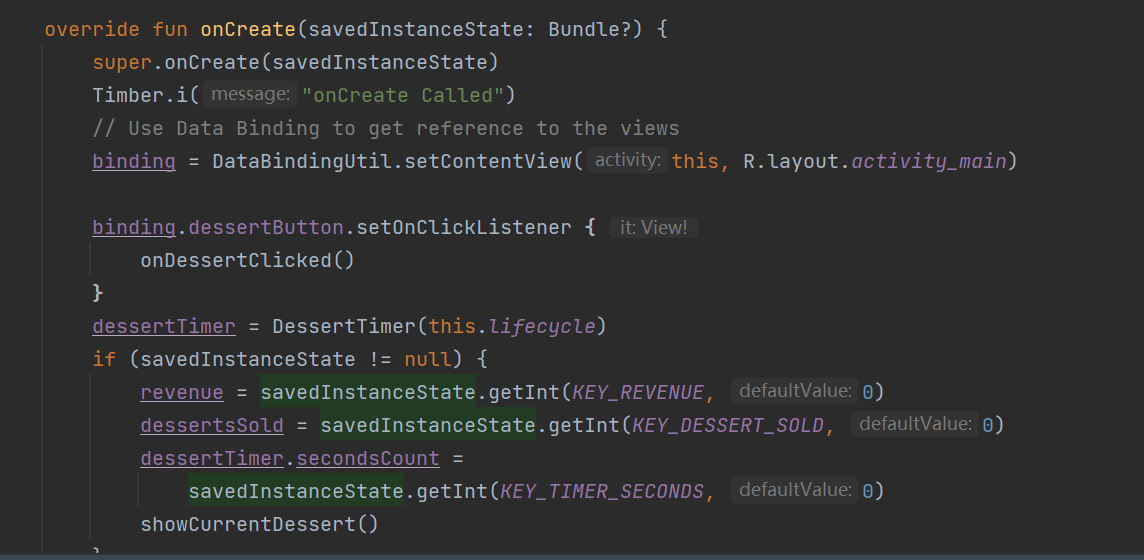 override fun onCreate(savedInstanceState: Bundle?) {
super.onCreate(savedInstanceState)
Timber.i( message: "onCreate Called")
// Use Data Binding to get reference to the views
binding = DataBindingUtil.setContentView( activity: this, R.layout.activity_main)
binding.dessertButton.setOnClickListener { it: View!
onDessertClicked()
}
dessertTimer = DessertTimer(this.lifecycle)
if (savedInstanceState != null) {
revenue = savedInstanceState.getInt(KEY_REVENUE, defaultValue: 0)
dessertsSold = savedInstanceState.getInt(KEY_DESSERT_SOLD, defaultValue: 0)
dessertTimer.secondsCount =
savedInstanceState.getInt(KEY_TIMER_SECONDS, defaultValue: 0)
showCurrentDessert()
}